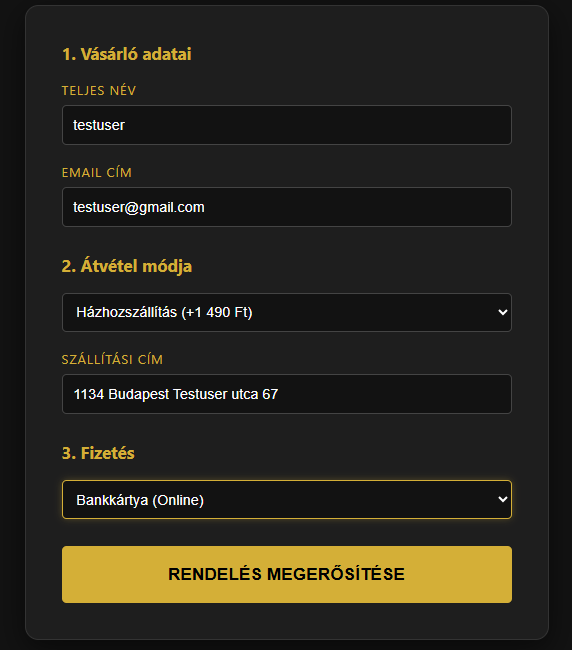 1. Vásárló adatai
TELJES NÉV
testuser
EMAIL CÍM
testuser@gmail.com
2. Átvétel módja
Házhozszállítás (+1 490 Ft)
SZÁLLÍTÁSI CÍM
1134 Budapest Testuser utca 67
3. Fizetés
Bankkártya (Online)
RENDELÉS MEGERŐSÍTÉSE